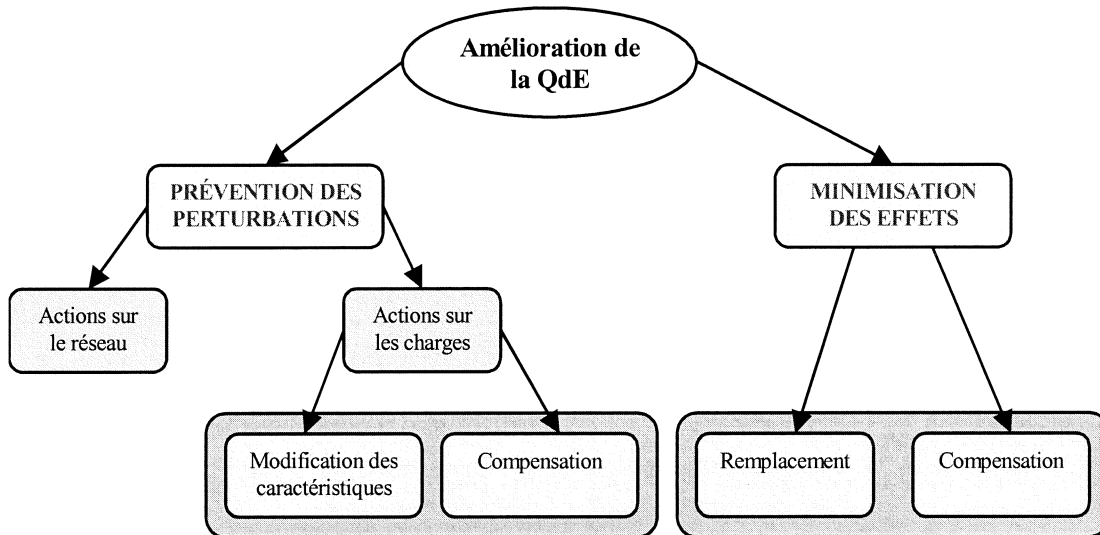 Amélioration de
la QdE
PRÉVENTION DES
PERTURBATIONS
MINIMISATION
DES EFFETS
Actions sur
le réseau
Actions sur
les charges
Modification des
caractéristiques
Compensation
Remplacement
Compensation